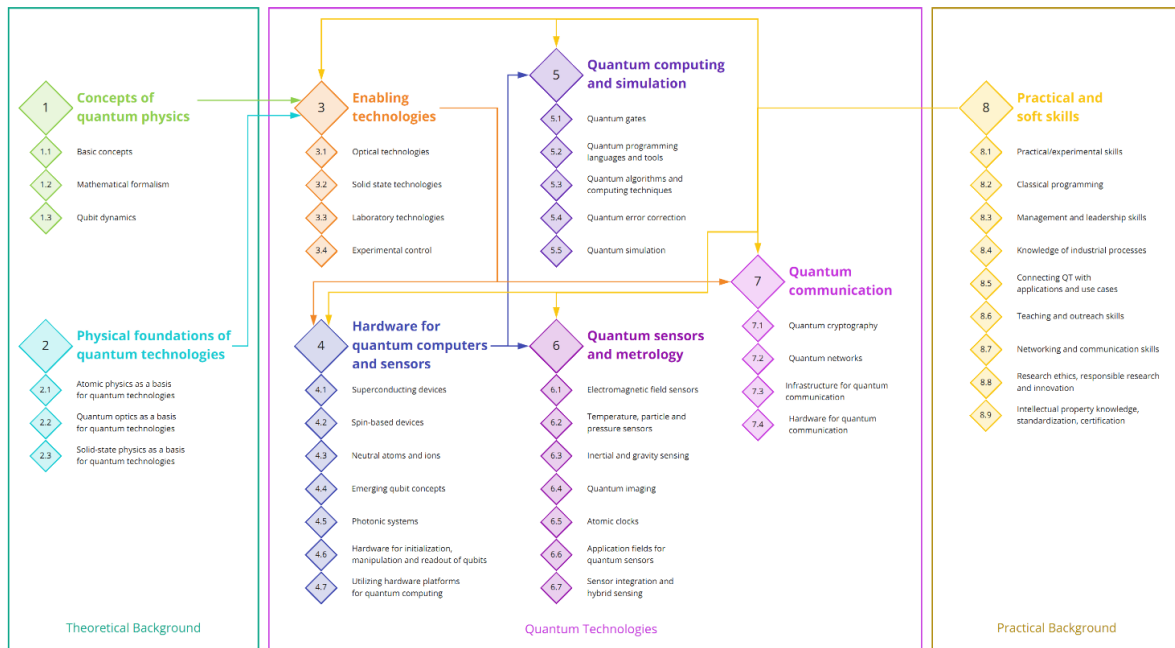 1
Concepts of
quantum physics
1.1
Basic concepts
1.2
Mathematical formalism
1.3
Qubit dynamics
2
Physical foundations of
quantum technologies
2.1
Atomic physics as a basis
for quantum technologies
2.2
Quantum optics as a basis
for quantum technologies
2.3
Solid-state physics as a basis
for quantum technologies
Theoretical Background
3
Enabling
technologies
3.1
Optical technologies
3.2
Solid state technologies
3.3
Laboratory technologies
3.4
Experimental control
4
Hardware for
quantum computers
and sensors
4.1
Superconducting devices
4.2
Spin-based devices
4.3
Neutral atoms and ions
4.4
Emerging qubit concepts
4.5
Photonic systems
4.6
Hardware for initialization,
manipulation and readout of qubits
4.7
Utilizing hardware platforms
for quantum computing
5
Quantum computing
and simulation
5.1
Quantum gates
5.2
Quantum programming
languages and tools
5.3
Quantum algorithms and
computing techniques
5.4
Quantum error correction
5.5
Quantum simulation
6
Quantum sensors
and metrology
6.1
Electromagnetic field sensors
6.2
Temperature, particle and
pressure sensors
6.3
Inertial and gravity sensing
6.4
Quantum imaging
6.5
Atomic clocks
6.6
Application fields for
quantum sensors
6.7
Sensor integration and
hybrid sensing
7
Quantum
communication
7.1
Quantum cryptography
7.2
Quantum networks
7.3
Infrastructure for quantum
communication
7.4
Hardware for quantum
communication
Quantum Technologies
8
Practical and
soft skills
8.1
Practical/experimental skills
8.2
Classical programming
8.3
Management and leadership skills
8.4
Knowledge of industrial processes
8.5
Connecting QT with
applications and use cases
8.6
Teaching and outreach skills
8.7
Networking and communication skills
8.8
Research ethics, responsible research
and innovation
8.9
Intellectual property knowledge,
standardization, certification
Practical Background